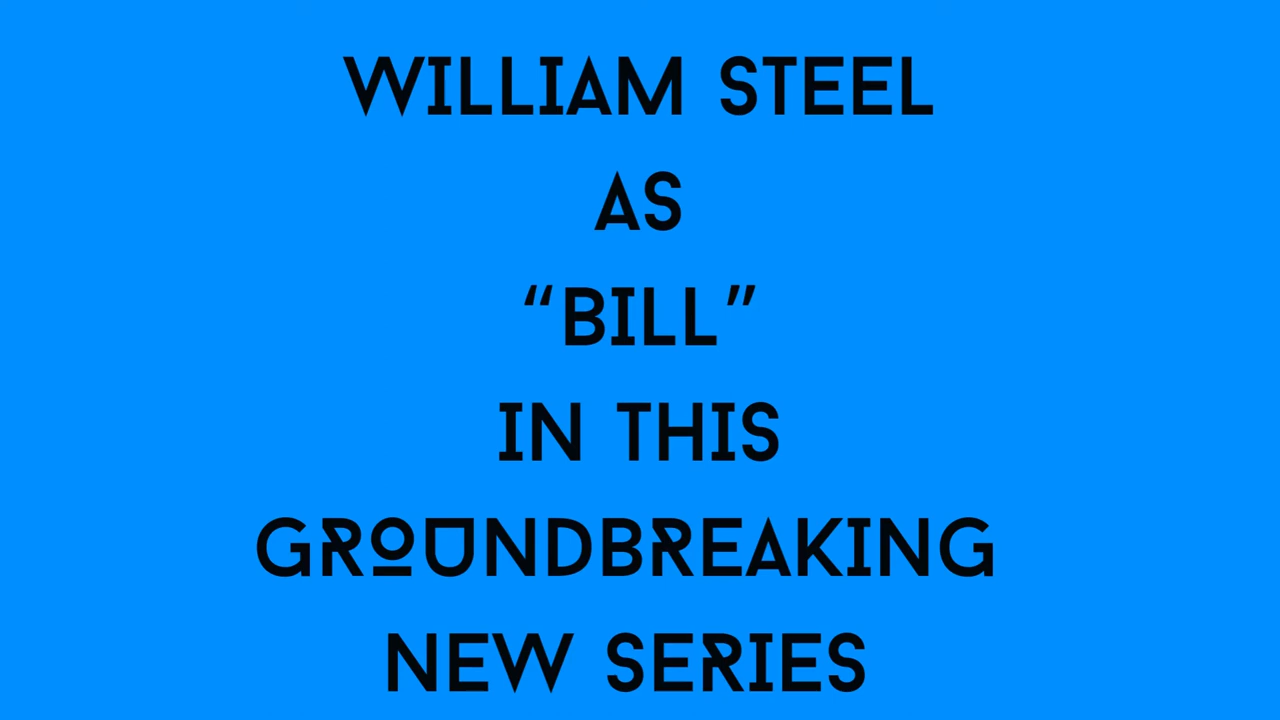 WILLIAM STEEL
AS
“BILL”
IN THIS
GROUNDBREAKING
NEW SERIES